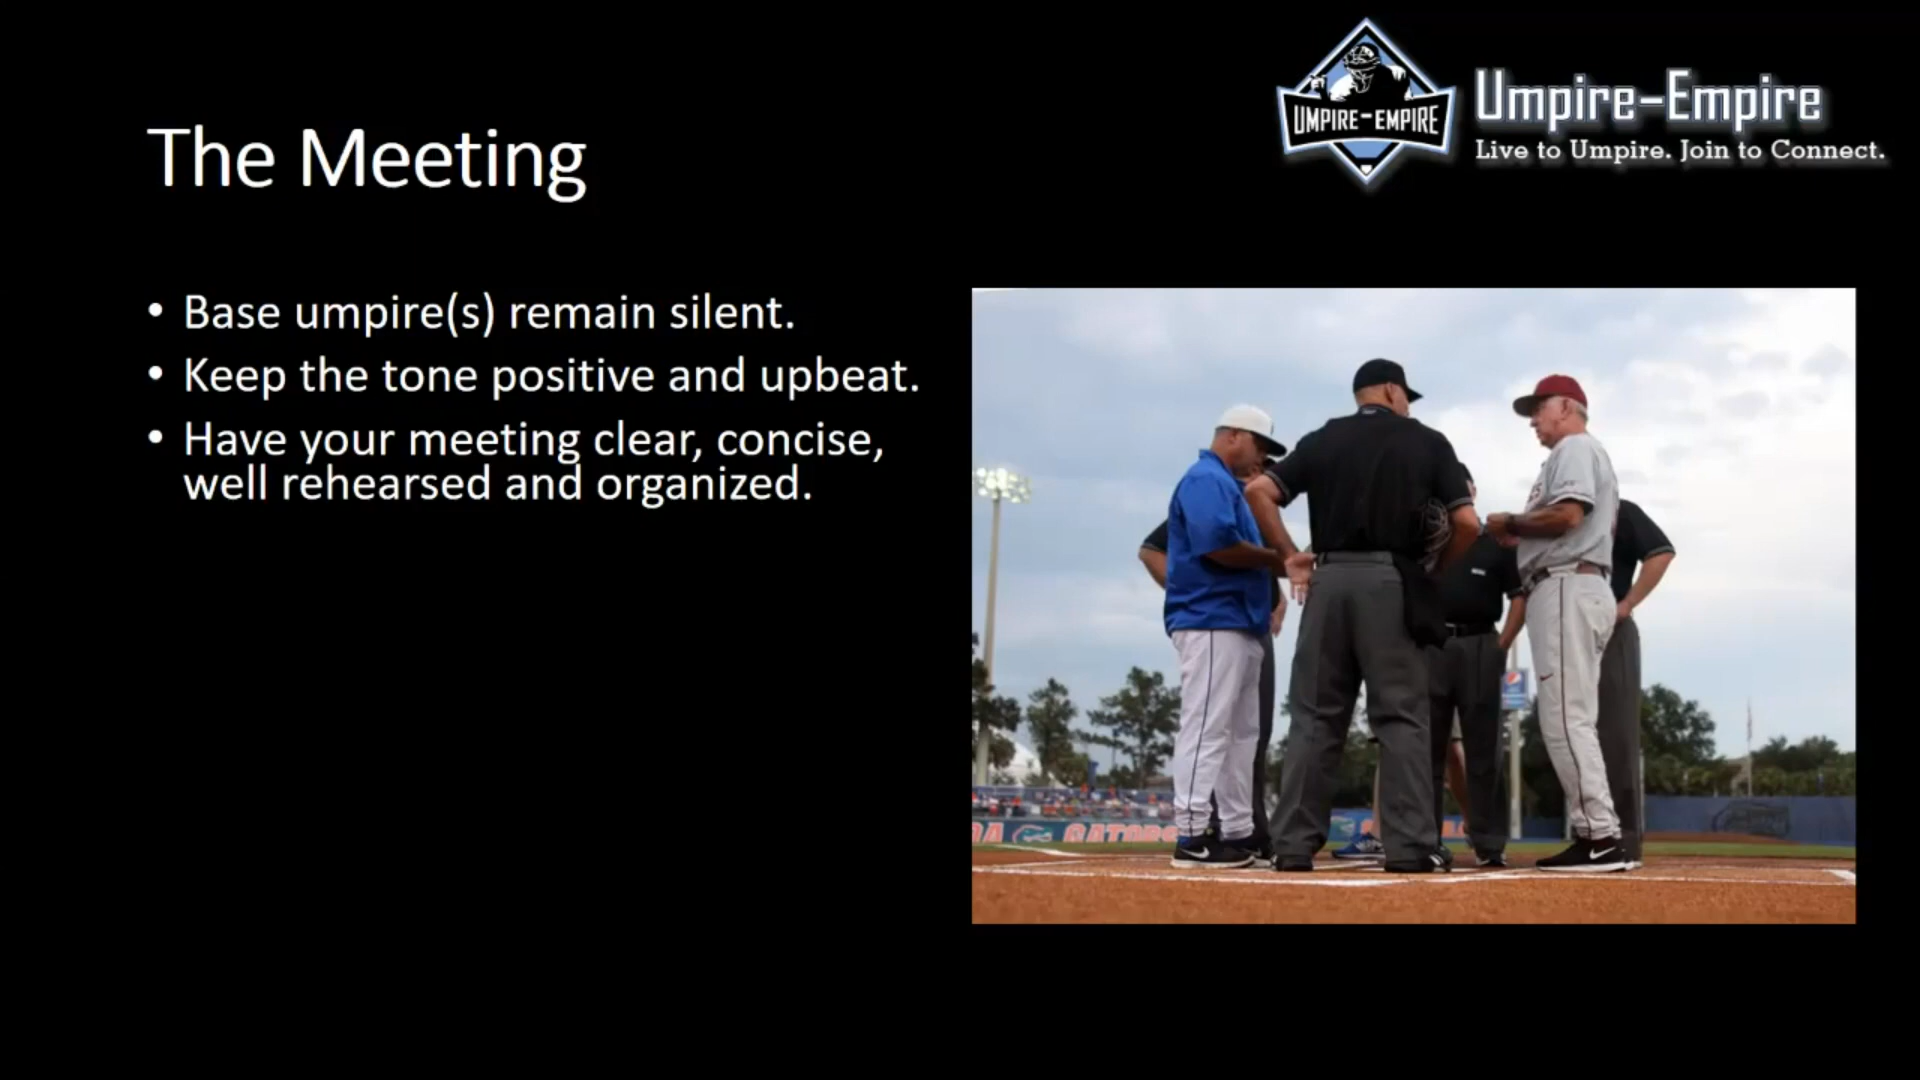 UMPIRE-EMPIRE
Umpire-Empire
Live to Umpire. Join to Connect.
The Meeting
• Base umpire(s) remain silent.
• Keep the tone positive and upbeat.
• Have your meeting clear, concise,
well rehearsed and organized.
GATORS